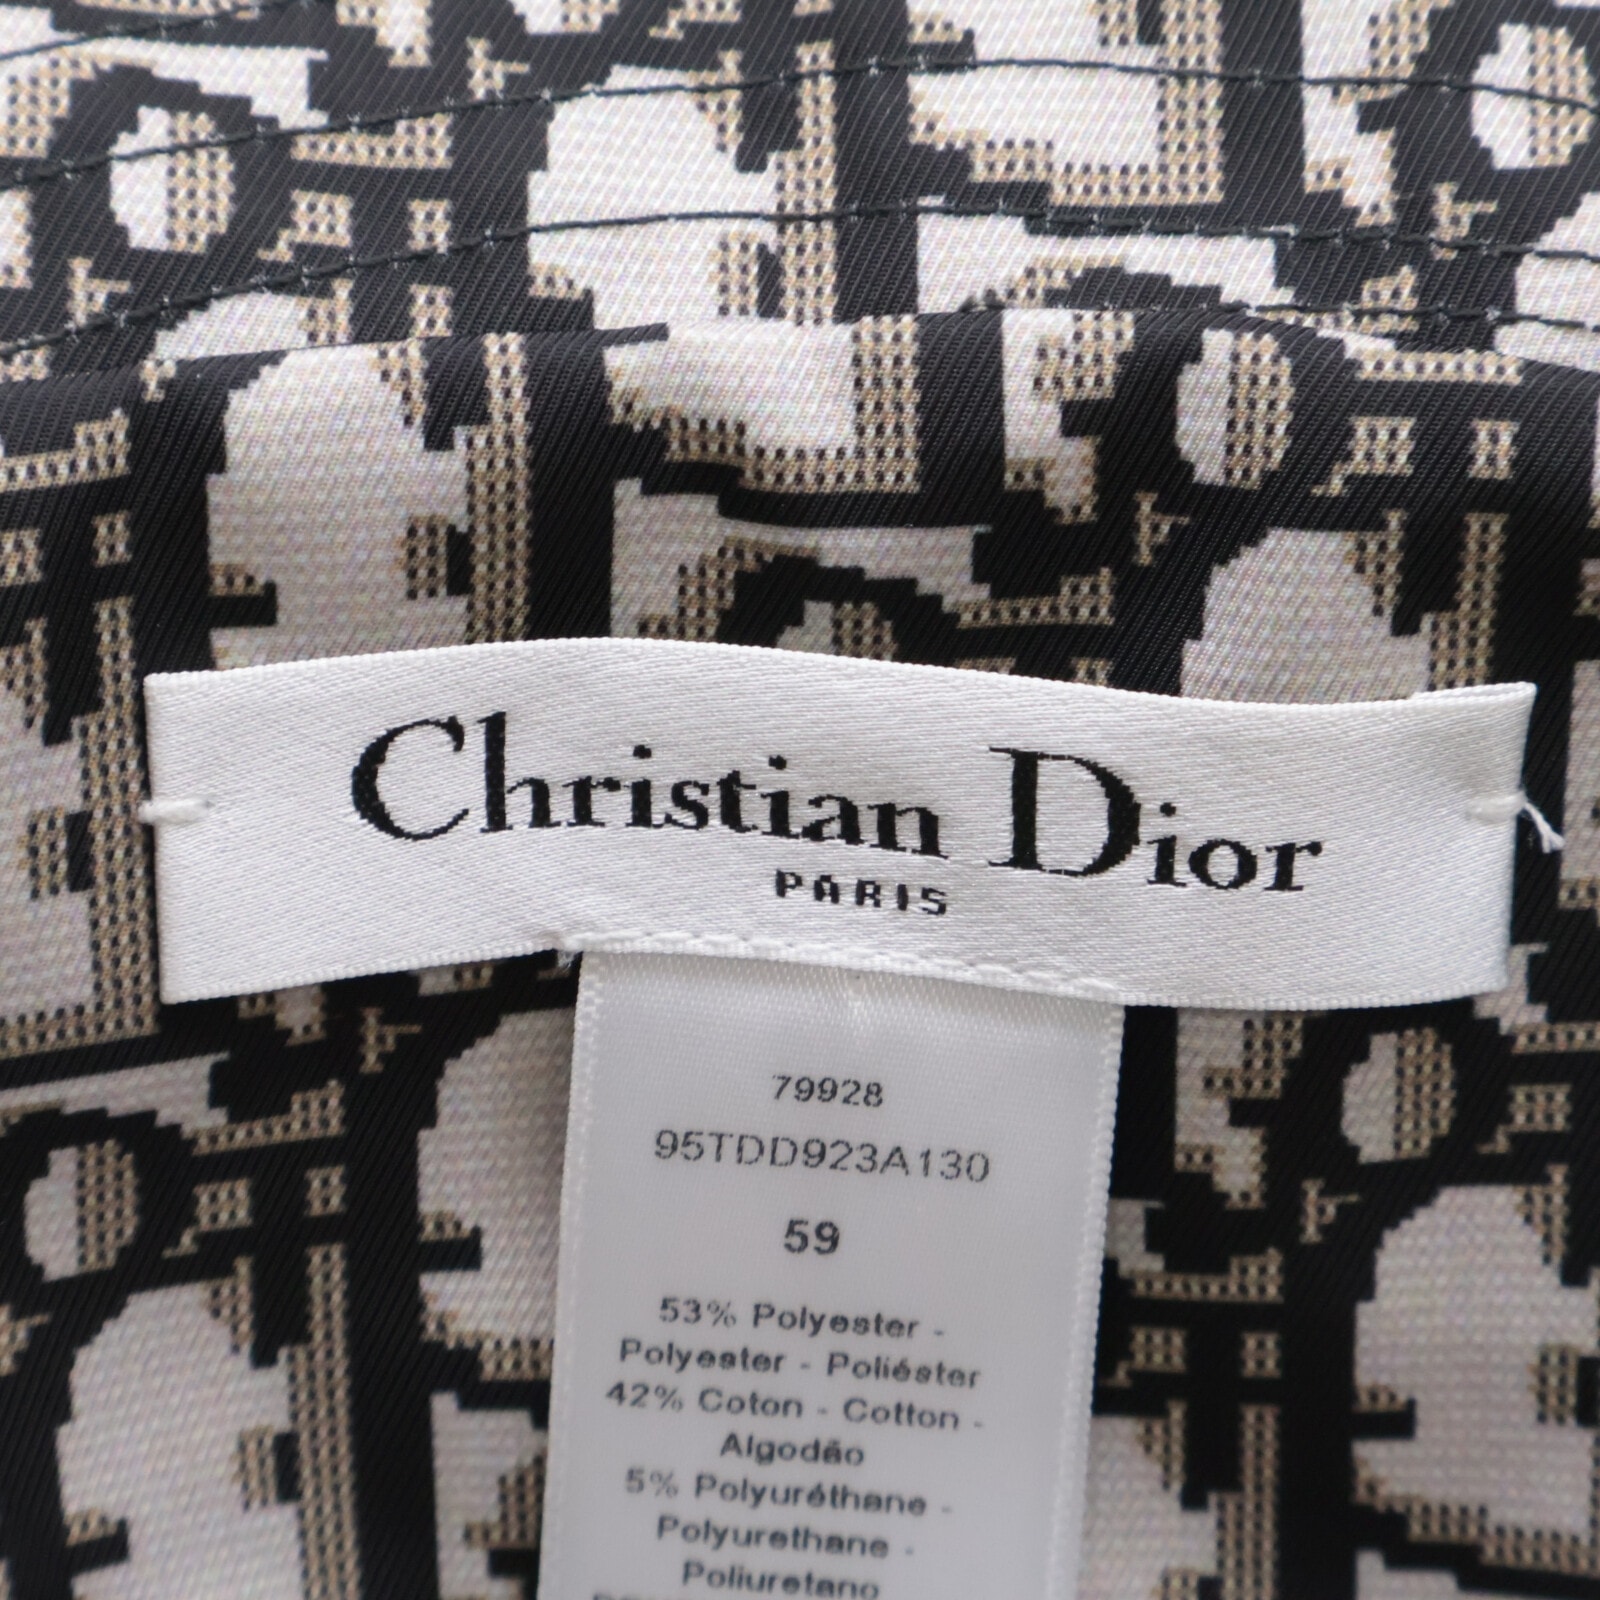 Christian Dior
PARIS
79928
95TDD923A130
59
53% Polyester -
Polyester - Poliéster
42% Coton - Cotton -
Algodão
5% Polyuréthane -
Polyurethane -
Poliuretano